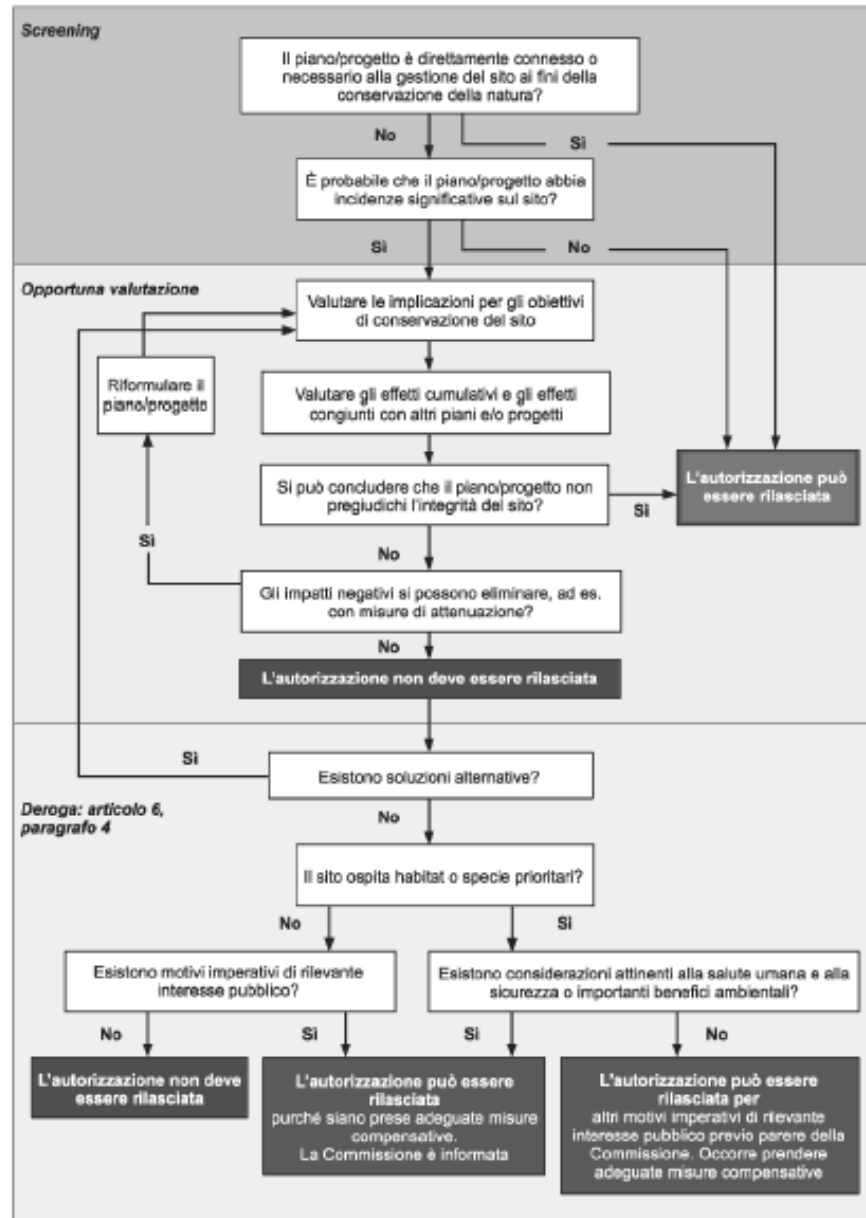 Screening
Il piano/progetto è direttamente connesso o
necessario alla gestione del sito ai fini della
conservazione della natura?
No
Sì
È probabile che il piano/progetto abbia
incidenze significative sul sito?
Sì
No
Opportuna valutazione
Valutare le implicazioni per gli obiettivi
di conservazione del sito
Riformulare il
piano/progetto
Valutare gli effetti cumulativi e gli effetti
congiunti con altri piani e/o progetti
L'autorizzazione può
essere rilasciata
Si può concludere che il piano/progetto non
pregiudichi l'integrità del sito?
Sì
Sì
No
Gli impatti negativi si possono eliminare, ad es.
con misure di attenuazione?
No
L'autorizzazione non deve essere rilasciata
Sì
Esistono soluzioni alternative?
Deroga: articolo 6,
paragrafo 4
No
Il sito ospita habitat o specie prioritari?
No
Sì
Esistono motivi imperativi di rilevante
interesse pubblico?
Esistono considerazioni attinenti alla salute umana e alla
sicurezza o importanti benefici ambientali?
No
Sì
Sì
No
L'autorizzazione non deve
essere rilasciata
L'autorizzazione può essere
rilasciata
purché siano prese adeguate misure
compensative.
La Commissione è informata
L'autorizzazione può essere
rilasciata per
altri motivi imperativi di rilevante
interesse pubblico previo parere della
Commissione. Occorre prendere
adeguate misure compensative